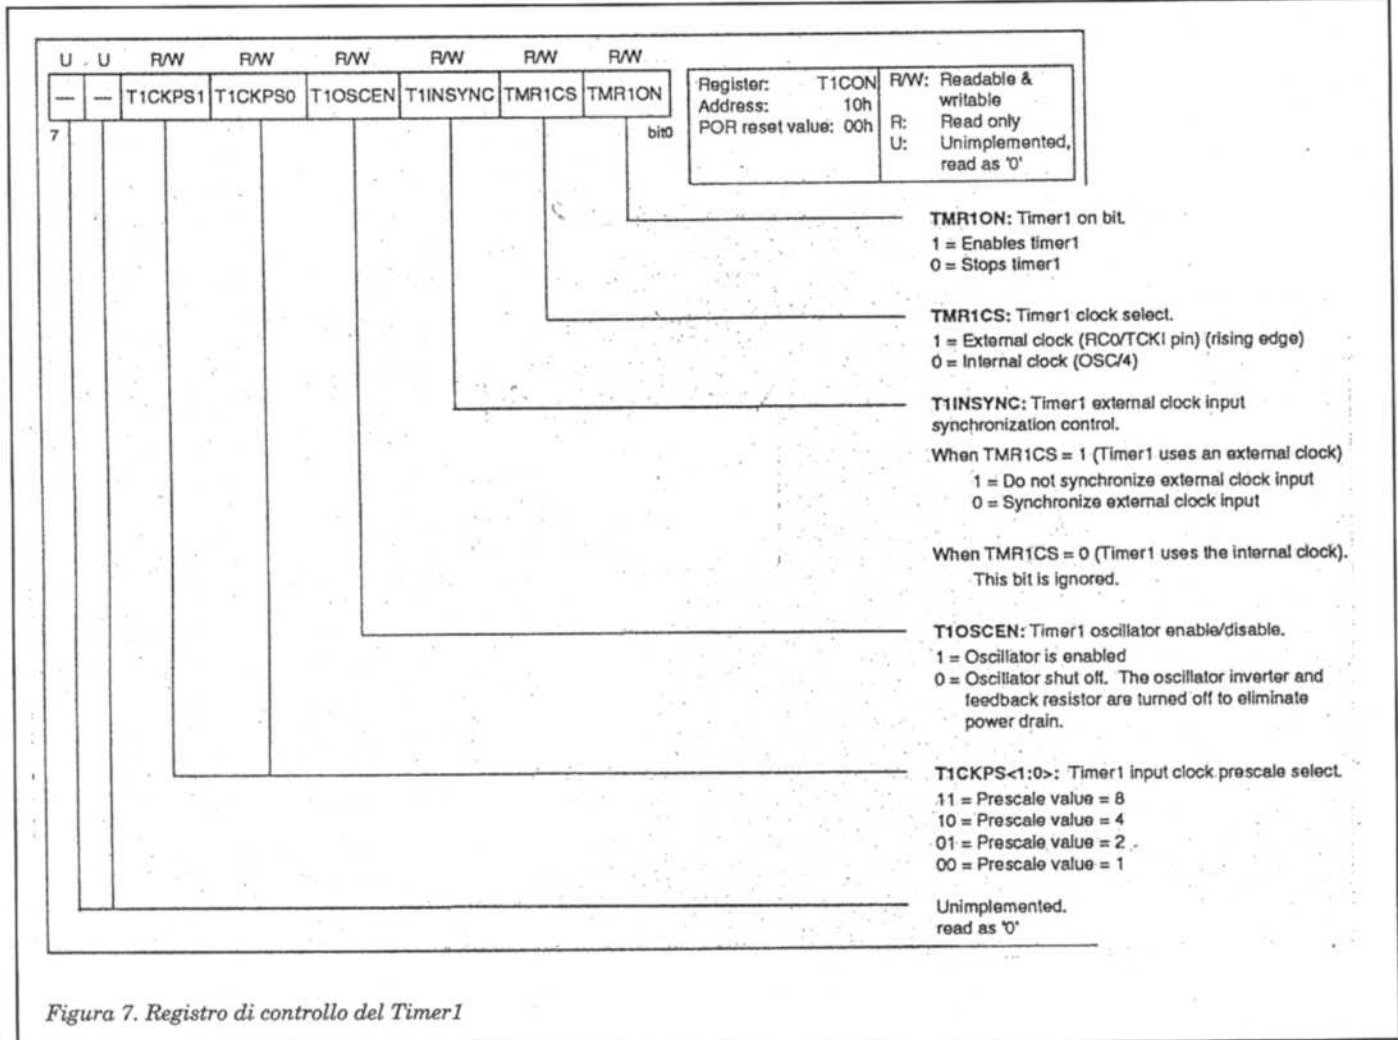 U U R/W R/W R/W R/W R/W R/W
— — T1CKPS1 T1CKPS0 T1OSCEN T1INSYNC TMR1CS TMR1ON
7 bit0
Register: T1CON
Address: 10h
POR reset value: 00h
R/W: Readable &
writable
R: Read only
U: Unimplemented,
read as '0'
TMR1ON: Timer1 on bit.
1 = Enables timer1
0 = Stops timer1
TMR1CS: Timer1 clock select.
1 = External clock (RC0/TCKI pin) (rising edge)
0 = Internal clock (OSC/4)
T1INSYNC: Timer1 external clock input
synchronization control.
When TMR1CS = 1 (Timer1 uses an external clock)
1 = Do not synchronize external clock input
0 = Synchronize external clock input
When TMR1CS = 0 (Timer1 uses the internal clock).
This bit is ignored.
T1OSCEN: Timer1 oscillator enable/disable.
1 = Oscillator is enabled
0 = Oscillator shut off. The oscillator inverter and
feedback resistor are turned off to eliminate
power drain.
T1CKPS<1:0>: Timer1 input clock prescale select.
11 = Prescale value = 8
10 = Prescale value = 4
01 = Prescale value = 2
00 = Prescale value = 1
Unimplemented.
read as '0'
Figura 7. Registro di controllo del Timer1